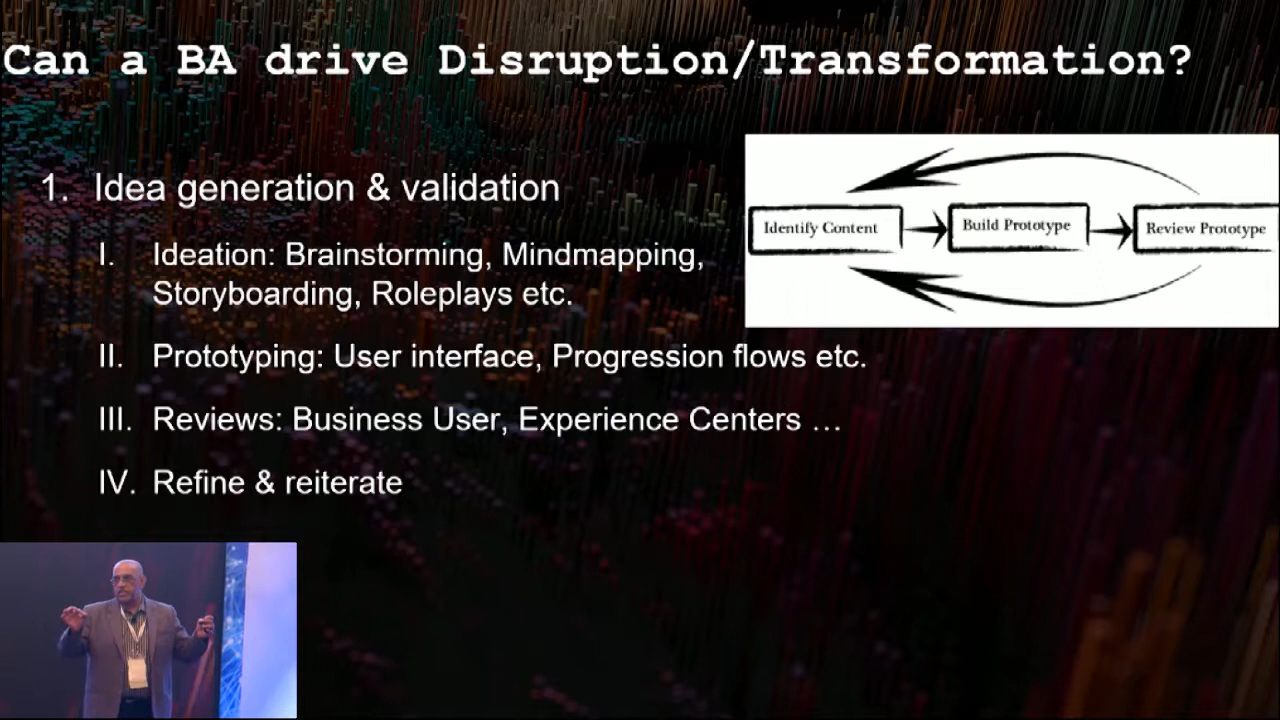 Can a BA drive Disruption/Transformation?
1. Idea generation & validation
I. Ideation: Brainstorming, Mindmapping,
Storyboarding, Roleplays etc.
II. Prototyping: User interface, Progression flows etc.
III. Reviews: Business User, Experience Centers …
IV. Refine & reiterate
Identify Content
Build Prototype
Review Prototype